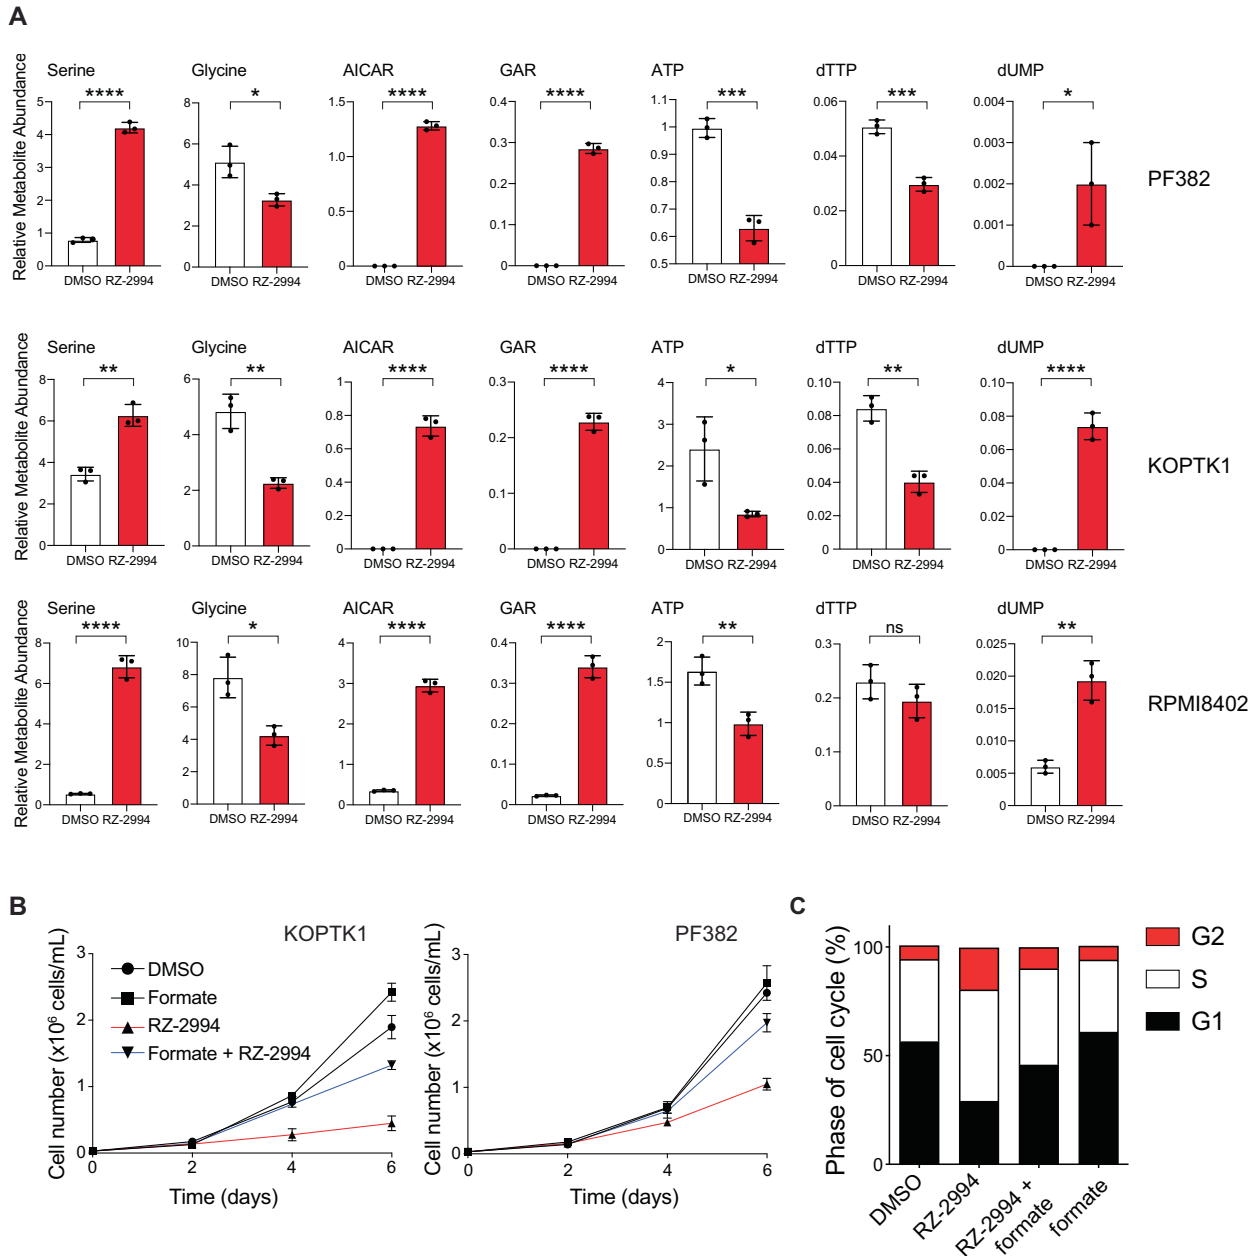 A
Serine Glycine AICAR GAR ATP dTTP dUMP
**** * **** **** *** *** *
Relative Metabolite Abundance
5 4 3 2 1 0
8 6 4 2 0
1.5 1.0 0.5 0
0.4 0.3 0.2 0.1 0
1.1 1 0.9 0.8 0.7 0.6 0.5
0.06 0.04 0.02 0
0.004 0.003 0.002 0.001 0
PF382
DMSO RZ-2994 DMSO RZ-2994 DMSO RZ-2994 DMSO RZ-2994 DMSO RZ-2994 DMSO RZ-2994 DMSO RZ-2994
Serine Glycine AICAR GAR ATP dTTP dUMP
** ** **** **** * ** ****
Relative Metabolite Abundance
8 6 4 2 0
6 4 2 0
1 0.8 0.6 0.4 0.2 0
0.3 0.2 0.1 0
4 3 2 1 0
0.10 0.08 0.06 0.04 0.02 0
0.10 0.08 0.06 0.04 0.02 0
KOPTK1
DMSO RZ-2994 DMSO RZ-2994 DMSO RZ-2994 DMSO RZ-2994 DMSO RZ-2994 DMSO RZ-2994 DMSO RZ-2994
Serine Glycine AICAR GAR ATP dTTP dUMP
**** * **** **** ** ns **
Relative Metabolite Abundance
8 6 4 2 0
10 8 6 4 2 0
4 3 2 1 0
0.4 0.3 0.2 0.1 0
2 1.5 1 0.5 0
0.3 0.2 0.1 0
0.025 0.020 0.015 0.010 0.005 0
RPMI8402
DMSO RZ-2994 DMSO RZ-2994 DMSO RZ-2994 DMSO RZ-2994 DMSO RZ-2994 DMSO RZ-2994 DMSO RZ-2994
B
KOPTK1
Cell number (x10⁶ cells/mL)
3 2 1 0
DMSO
Formate
RZ-2994
Formate + RZ-2994
0 2 4 6
Time (days)
PF382
Cell number (x10⁶ cells/mL)
3 2 1 0
0 2 4 6
Time (days)
C
Phase of cell cycle (%)
100
50
0
G2
S
G1
DMSO
RZ-2994
RZ-2994 +
formate
formate